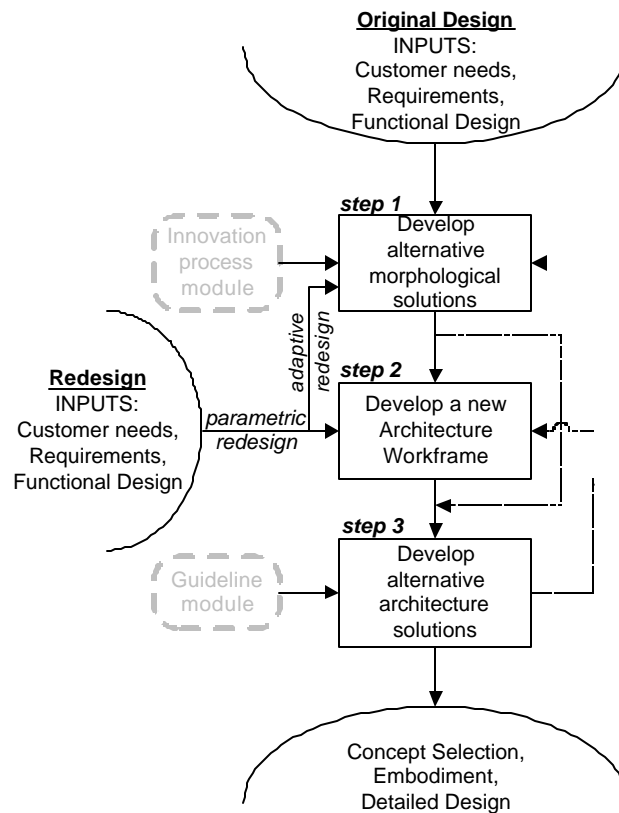 Original Design
INPUTS:
Customer needs,
Requirements,
Functional Design
step 1
Develop
alternative
morphological
solutions
Innovation
process
module
adaptive
redesign
Redesign
INPUTS:
Customer needs,
Requirements,
Functional Design
parametric
redesign
step 2
Develop a new
Architecture
Workframe
step 3
Develop
alternative
architecture
solutions
Guideline
module
Concept Selection,
Embodiment,
Detailed Design